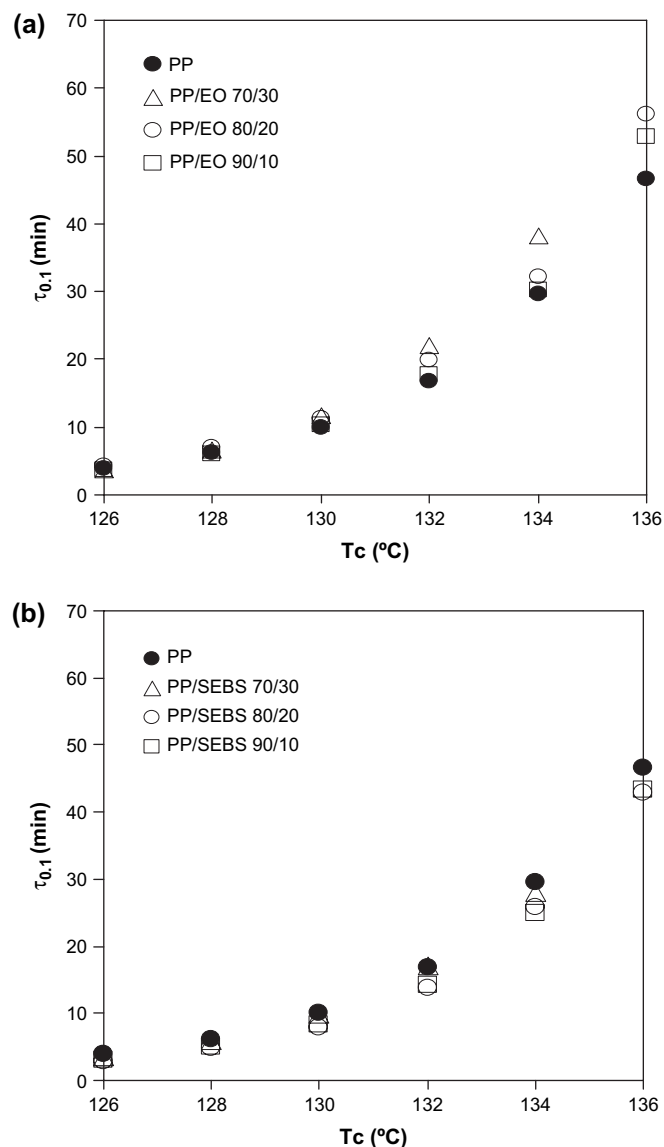 (a)
70
60
50
40
30
20
10
0
PP
PP/EO 70/30
PP/EO 80/20
PP/EO 90/10
τ0.1 (min)
126 128 130 132 134 136
Tc (ºC)
(b)
70
60
50
40
30
20
10
0
PP
PP/SEBS 70/30
PP/SEBS 80/20
PP/SEBS 90/10
τ0.1 (min)
126 128 130 132 134 136
Tc (ºC)